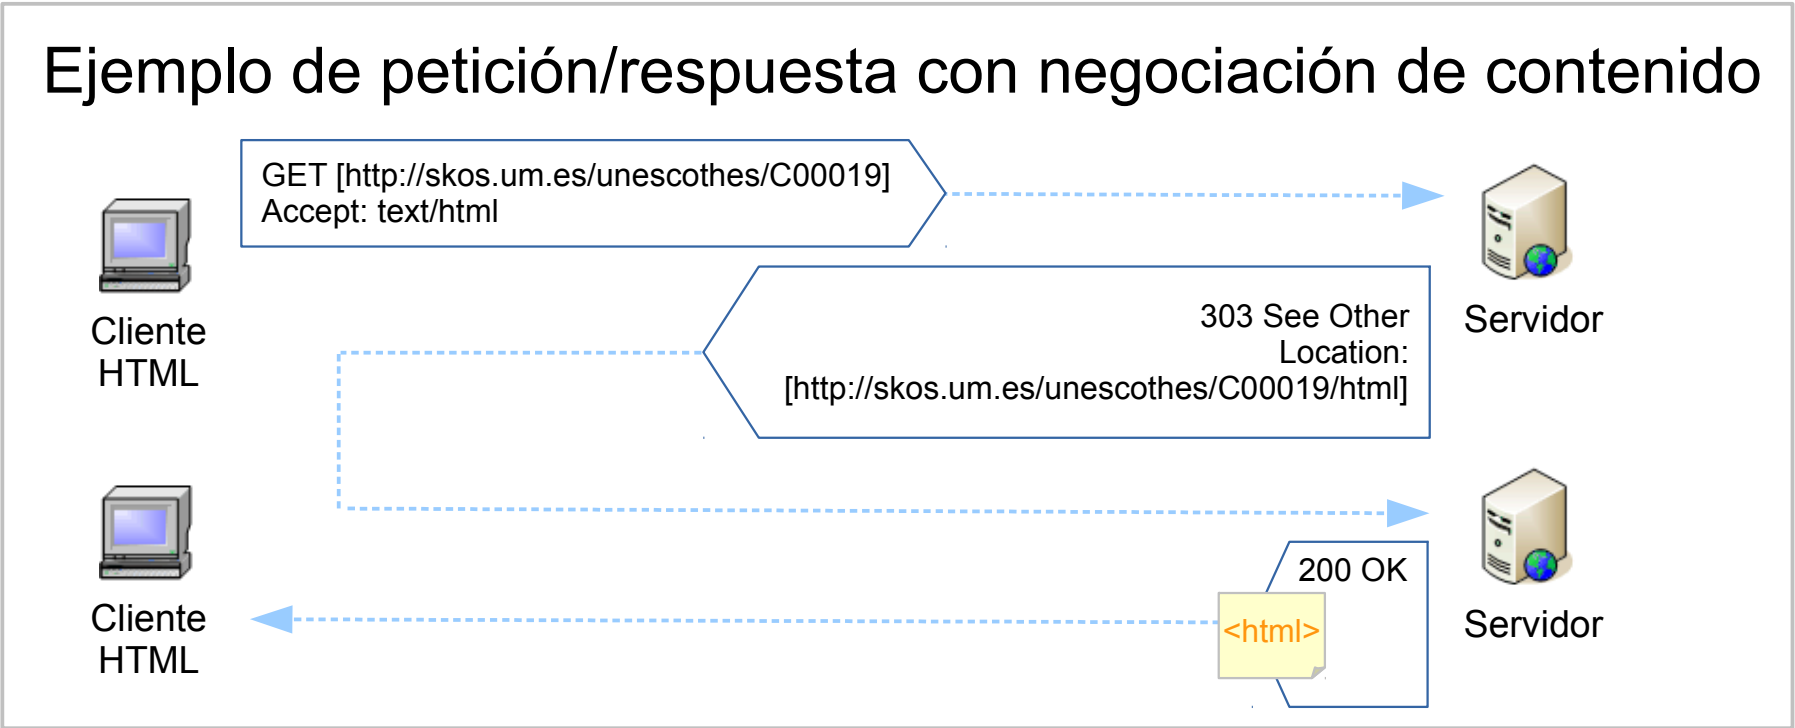 Ejemplo de petición/respuesta con negociación de contenido
GET [http://skos.um.es/unescothes/C00019]
Accept: text/html
Cliente
HTML
Servidor
303 See Other
Location:
[http://skos.um.es/unescothes/C00019/html]
200 OK
<html>
Cliente
HTML
Servidor